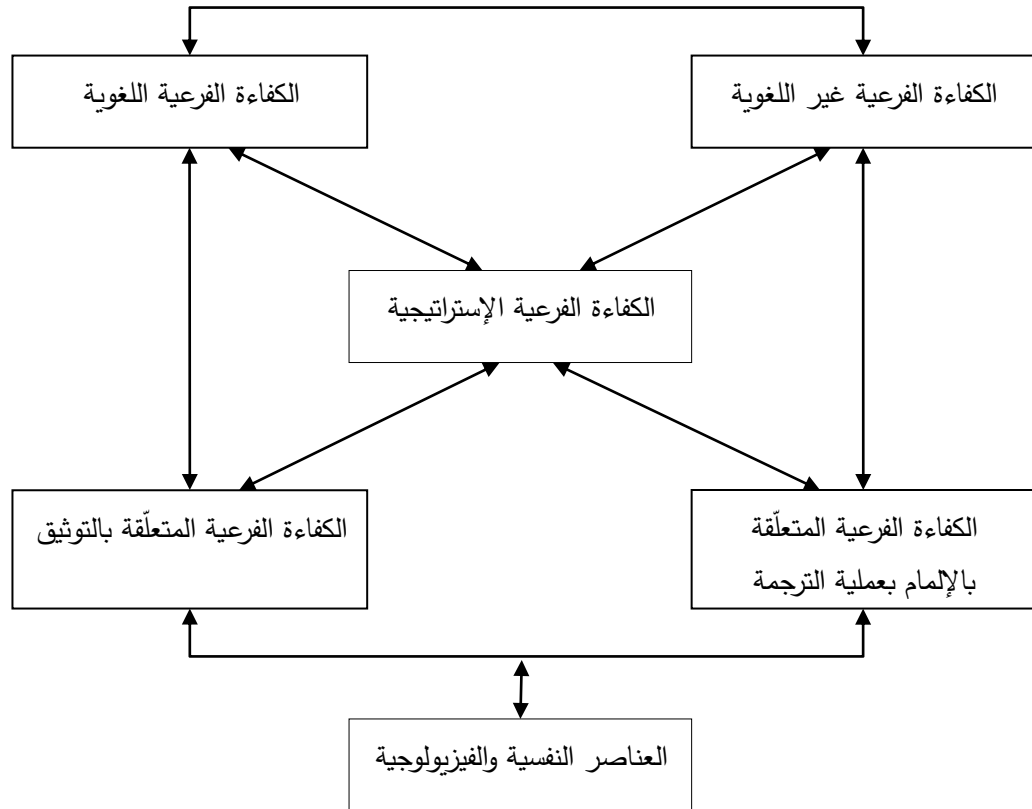 الكفاءة الفرعية غير اللغوية
الكفاءة الفرعية اللغوية
الكفاءة الفرعية الإستراتيجية
الكفاءة الفرعية المتعلّقة
بالإلمام بعملية الترجمة
الكفاءة الفرعية المتعلّقة بالتوثيق
العناصر النفسية والفيزيولوجية